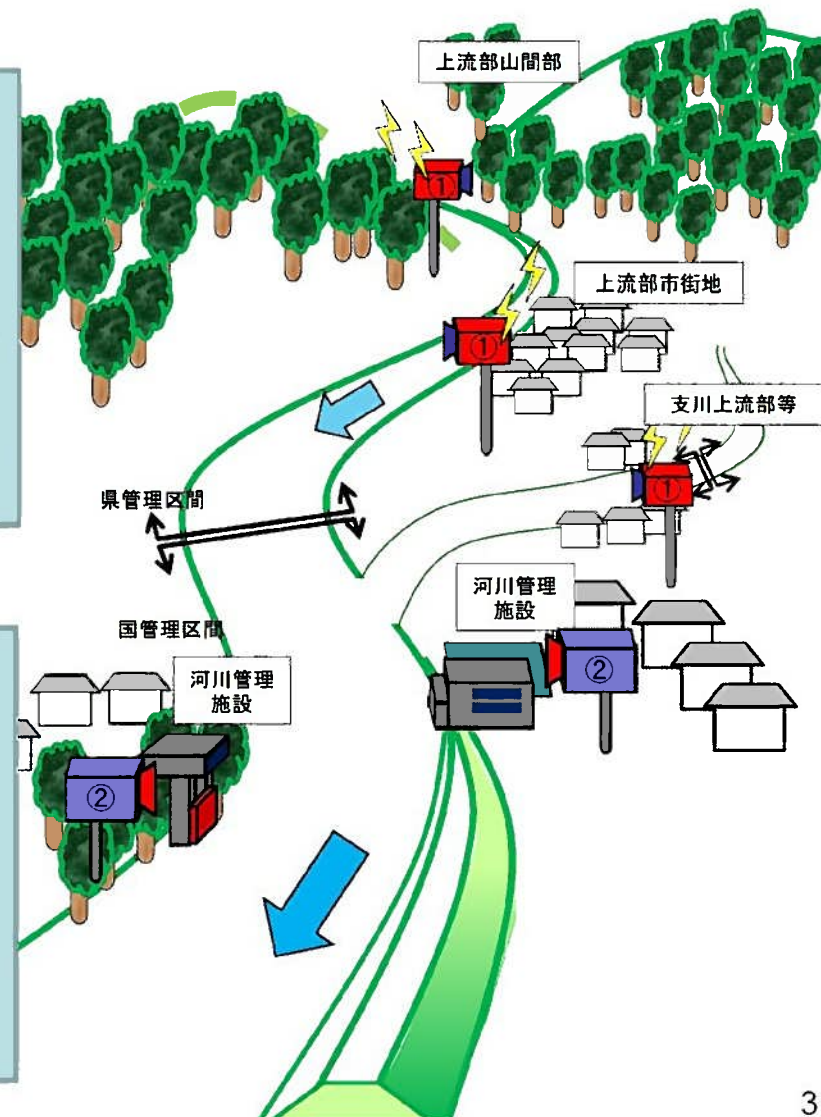 上流部山間部
①
上流部市街地
①
支川上流部等
①
県管理区間
国管理区間
河川管理
施設
②
河川管理
施設
②
3